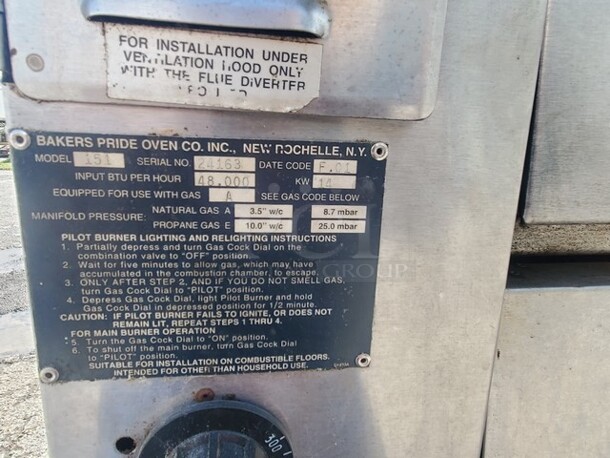 FOR INSTALLATION UNDER
VENTILATION HOOD ONLY
WITH THE FLUE DIVERTER
BAKERS PRIDE OVEN CO. INC., NEW ROCHELLE, N.Y.
MODEL 151 SERIAL NO. 24163 DATE CODE F.01
INPUT BTU PER HOUR 48.000 KW 14
EQUIPPED FOR USE WITH GAS A SEE GAS CODE BELOW
MANIFOLD PRESSURE: NATURAL GAS A 3.5" w/c 8.7 mbar
PROPANE GAS E 10.0" w/c 25.0 mbar
PILOT BURNER LIGHTING AND RELIGHTING INSTRUCTIONS
1. Partially depress and turn Gas Cock Dial on the
combination valve to "OFF" position.
2. Wait for five minutes to allow gas, which may have
accumulated in the combustion chamber, to escape.
3. ONLY AFTER STEP 2, AND IF YOU DO NOT SMELL GAS,
turn Gas Cock Dial to "PILOT" position.
4. Depress Gas Cock Dial, light Pilot Burner and hold
Gas Cock Dial in depressed position for 1/2 minute.
CAUTION: IF PILOT BURNER FAILS TO IGNITE, OR DOES NOT
REMAIN LIT, REPEAT STEPS 1 THRU 4.
FOR MAIN BURNER OPERATION
5. Turn the Gas Cock Dial to "ON" position.
6. To shut off the main burner, turn Gas Cock Dial
to "PILOT" position.
SUITABLE FOR INSTALLATION ON COMBUSTIBLE FLOORS.
INTENDED FOR OTHER THAN HOUSEHOLD USE.
GROUP
300